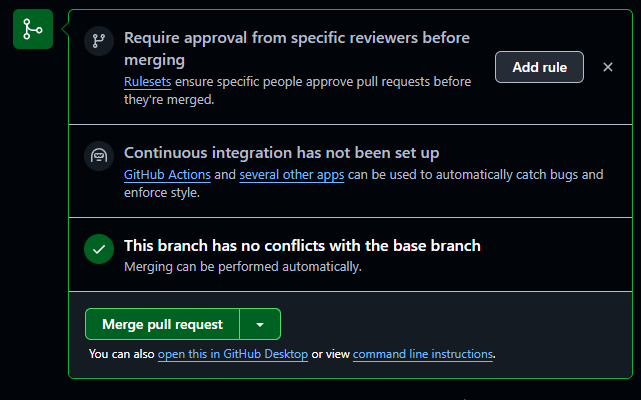 Require approval from specific reviewers before
merging
Add rule
Rulesets ensure specific people approve pull requests before
they're merged.
Continuous integration has not been set up
GitHub Actions and several other apps can be used to automatically catch bugs and
enforce style.
This branch has no conflicts with the base branch
Merging can be performed automatically.
Merge pull request
You can also open this in GitHub Desktop or view command line instructions.